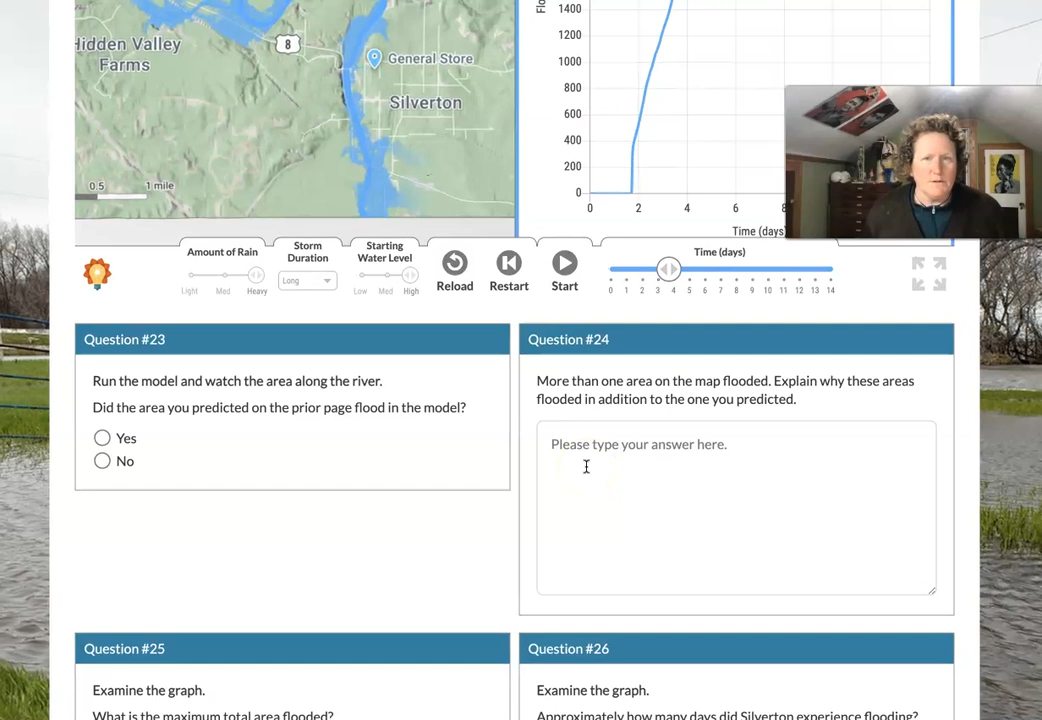 Hidden Valley
Farms
8
General Store
Silverton
0.5
1 mile
1400
1200
1000
800
600
400
200
0
0
2
4
6
8
Time (days)
Amount of Rain
Light
Med
Heavy
Storm
Duration
Long
Starting
Water Level
Low
Med
High
Reload
Restart
Start
Time (days)
0 1 2 3 4 5 6 7 8 9 10 11 12 13 14
Question #23
Run the model and watch the area along the river.
Did the area you predicted on the prior page flood in the model?
Yes
No
Question #24
More than one area on the map flooded. Explain why these areas
flooded in addition to the one you predicted.
Please type your answer here.
Question #25
Examine the graph.
What is the maximum total area flooded?
Question #26
Examine the graph.
Approximately how many days did Silverton experience flooding?